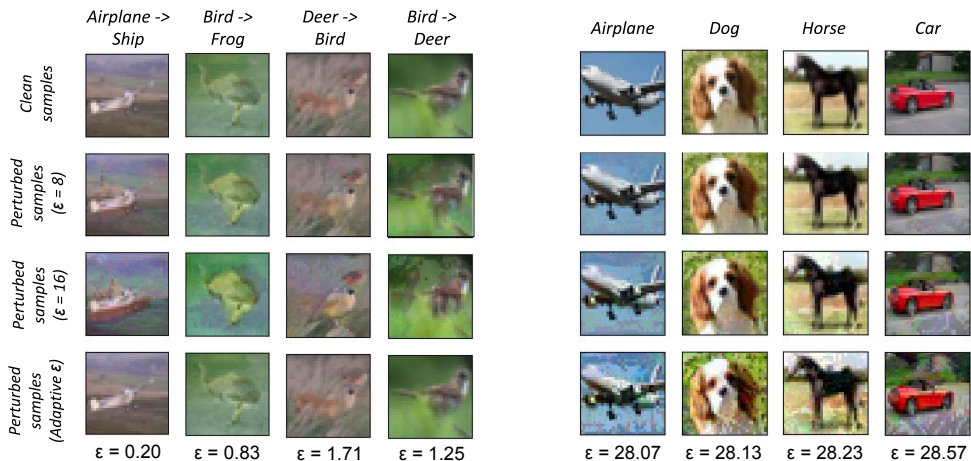 Airplane -> Bird -> Deer -> Bird -> Airplane Dog Horse Car
Ship Frog Bird Deer
Clean
samples
Perturbed
samples
(ε = 8)
Perturbed
samples
(ε = 16)
Perturbed
samples
(Adaptive ε)
ε = 0.20 ε = 0.83 ε = 1.71 ε = 1.25 ε = 28.07 ε = 28.13 ε = 28.23 ε = 28.57